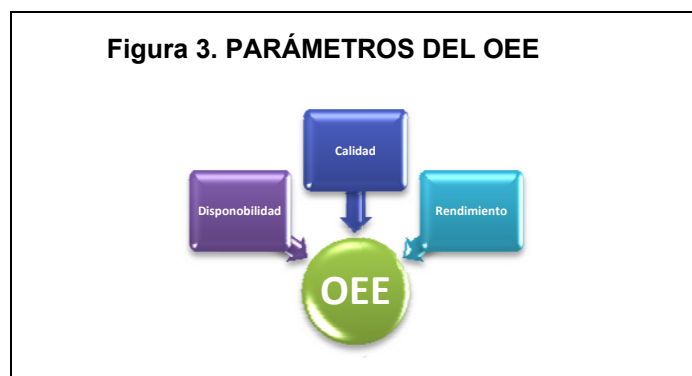 Figura 3. PARÁMETROS DEL OEE
Calidad
Disponobilidad
Rendimiento
OEE